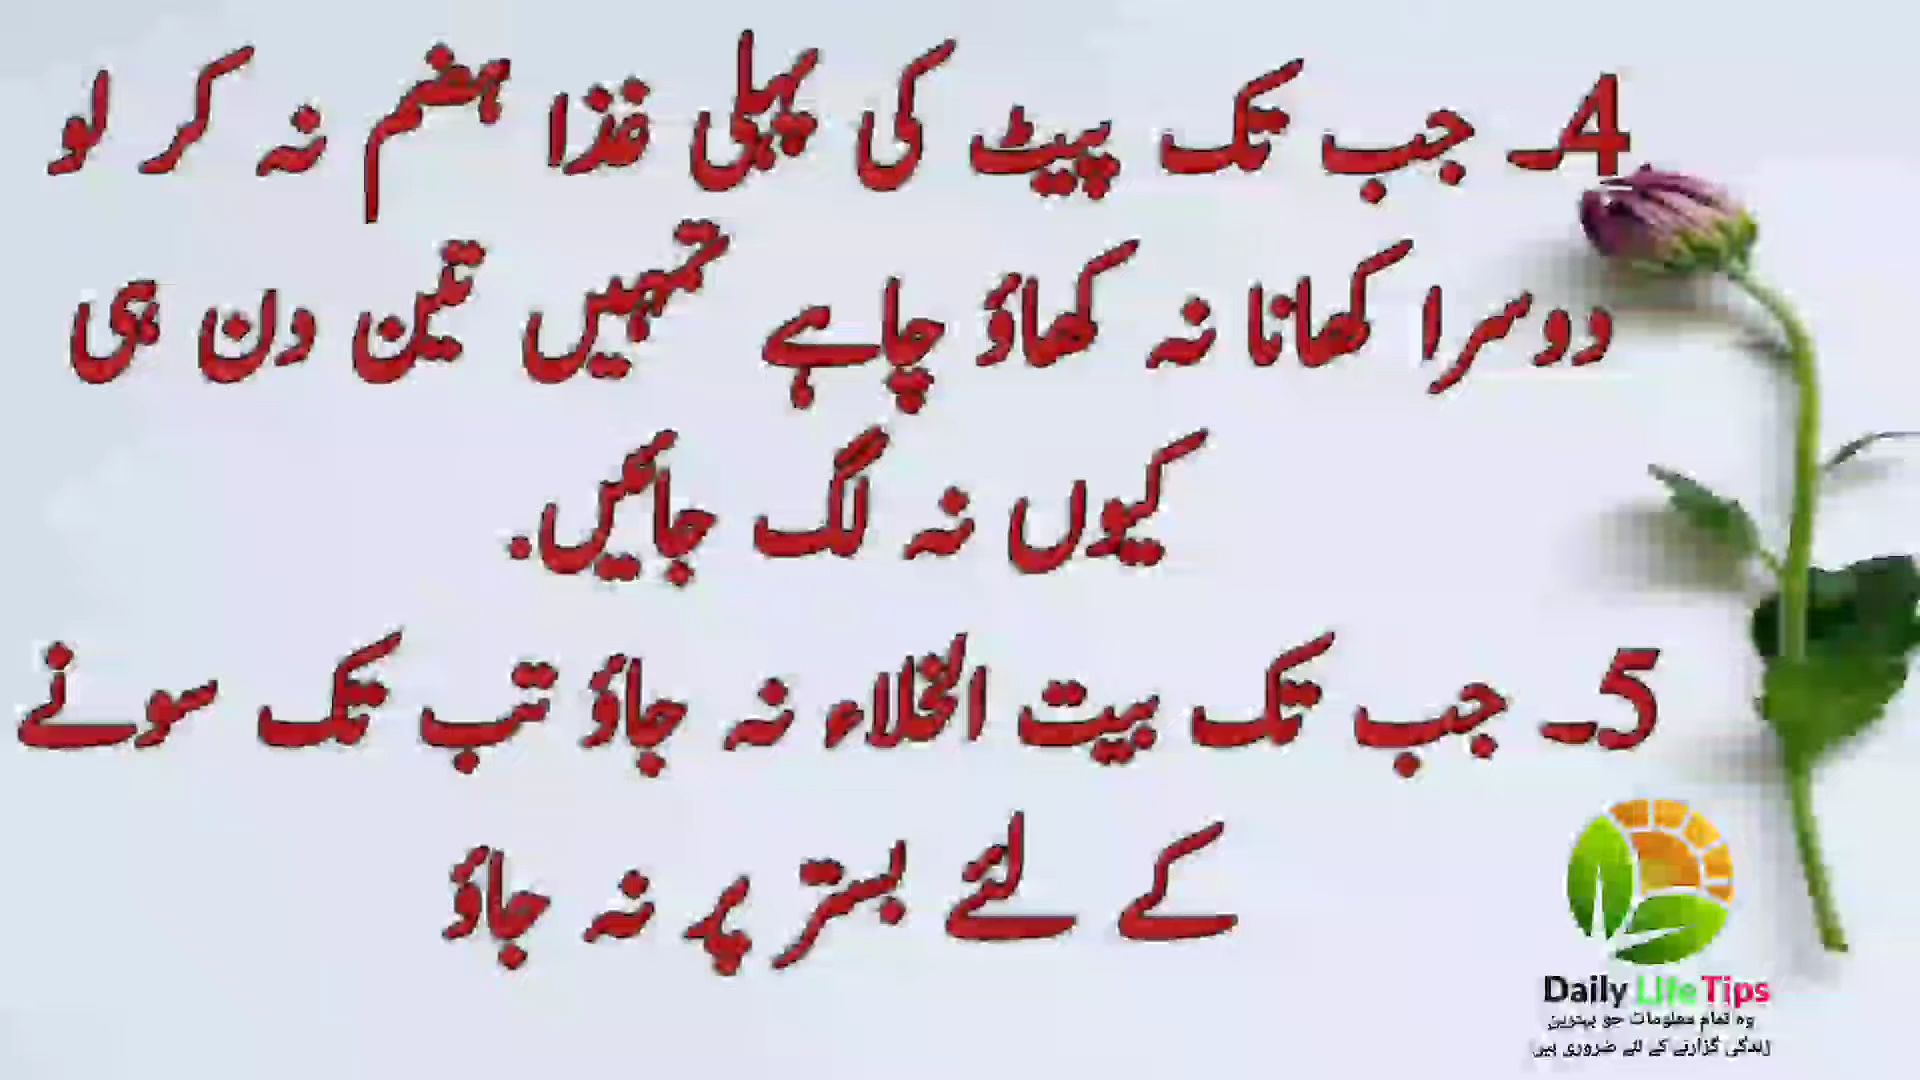 4۔ جب تک پیٹ کی پہلی غذا ہضم نہ کر لو
دوسرا کھانا نہ کھاؤ چاہے تمہیں تین دن ہی
کیوں نہ لگ جائیں.
5۔ جب تک بیت الخلاء نہ جاؤ تب تک سونے
کے لئے بستر پر نہ جاؤ
Daily Life Tips
وہ تمام معلومات جو بہترین
زندگی گزارنے کے لئے ضروری ہیں